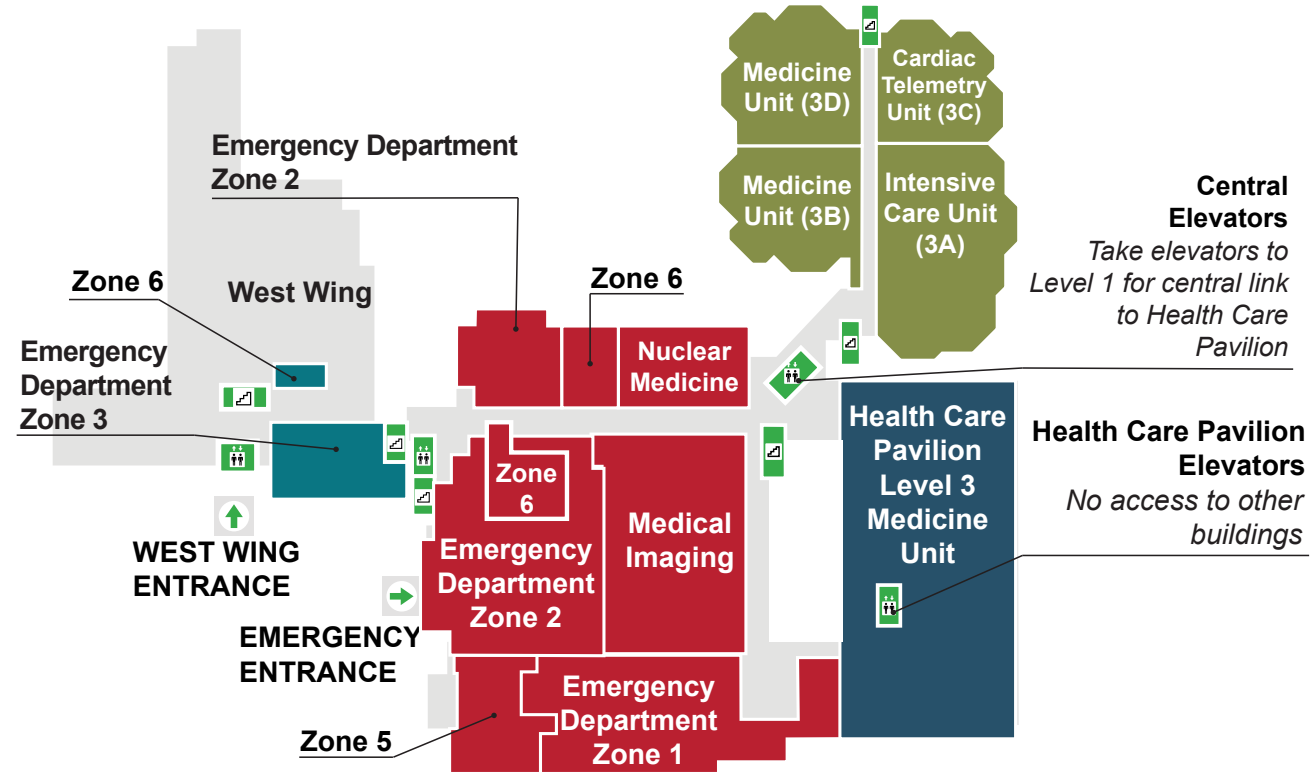 Medicine
Unit (3D)
Cardiac
Telemetry
Unit (3C)
Emergency Department
Zone 2
Medicine
Unit (3B)
Intensive
Care Unit
(3A)
Central
Elevators
Take elevators to
Level 1 for central link
to Health Care
Pavilion
Zone 6
West Wing
Zone 6
Emergency
Department
Zone 3
Nuclear
Medicine
Health Care
Pavilion
Level 3
Medicine
Unit
Health Care Pavilion
Elevators
No access to other
buildings
Zone
6
Medical
Imaging
Emergency
Department
Zone 2
WEST WING
ENTRANCE
EMERGENCY
ENTRANCE
Emergency
Department
Zone 1
Zone 5